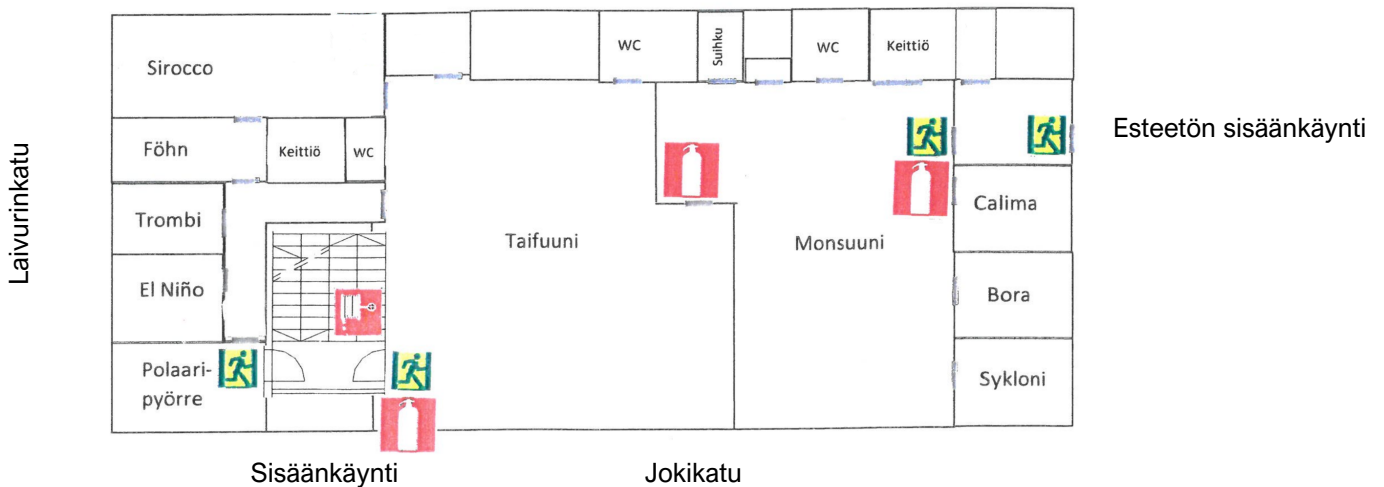 WC
Suihku
WC
Keittiö
Sirocco
Esteetön sisäänkäynti
Föhn
Keittiö
WC
Laivurinkatu
Trombi
Calima
Taifuuni
Monsuuni
El Niño
Bora
Polaari-
pyörre
Sykloni
Sisäänkäynti
Jokikatu